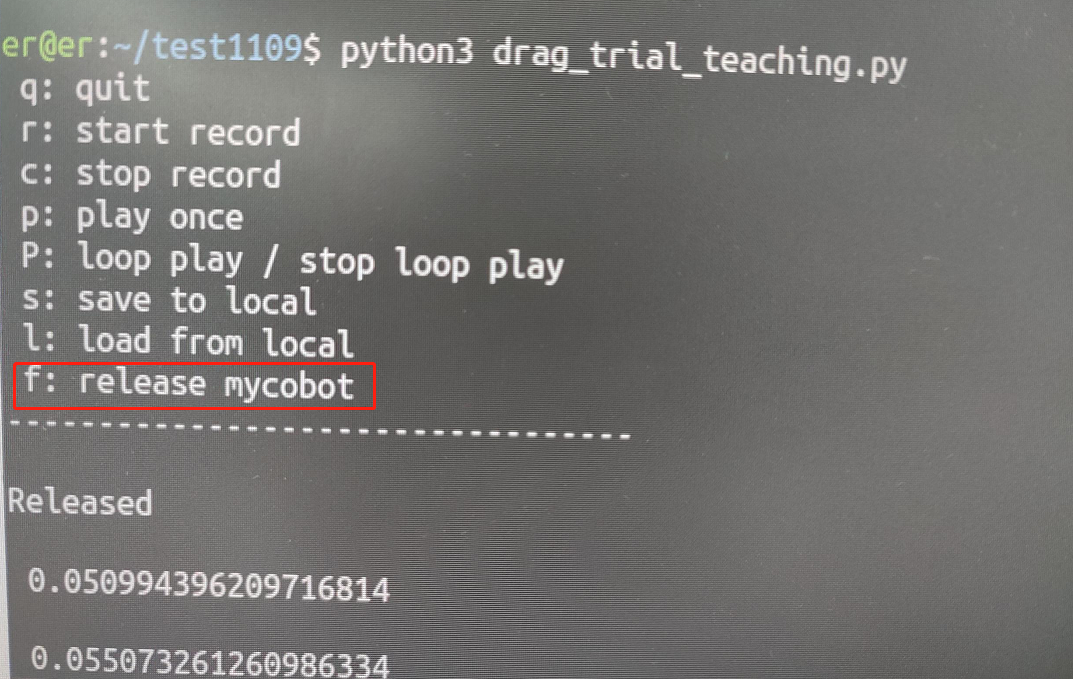 er@er:~/test1109$ python3 drag_trial_teaching.py
q: quit
r: start record
c: stop record
p: play once
P: loop play / stop loop play
s: save to local
l: load from local
f: release mycobot
----------------------------------
Released
0.050994396209716814
0.055073261260986334